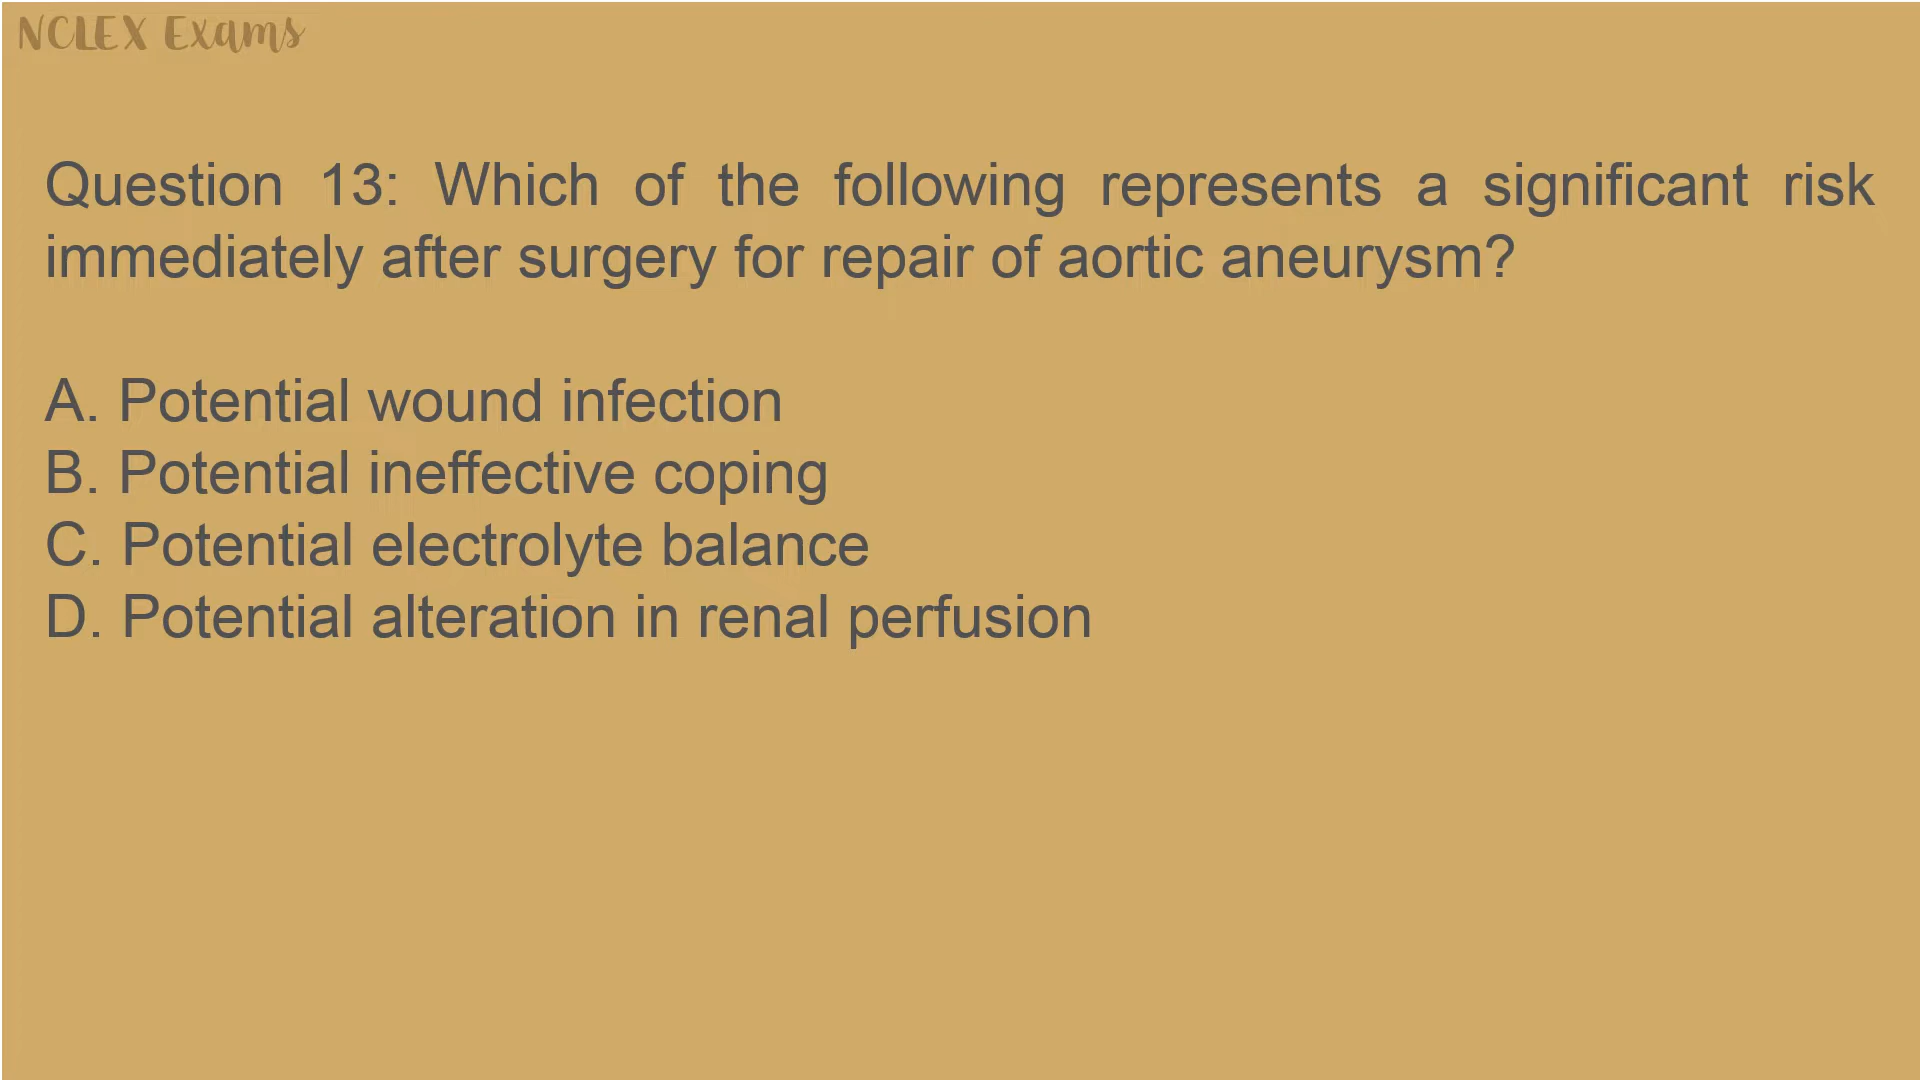 NCLEX Exams
Question 13: Which of the following represents a significant risk
immediately after surgery for repair of aortic aneurysm?
A. Potential wound infection
B. Potential ineffective coping
C. Potential electrolyte balance
D. Potential alteration in renal perfusion